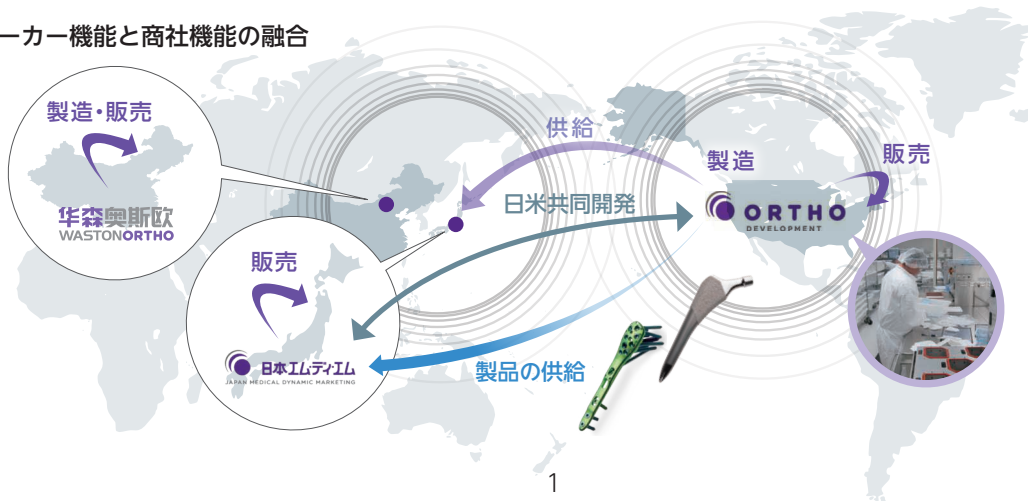 ーカー機能と商社機能の融合
製造・販売
华森奥斯欧
WASTONORTHO
供給
製造
販売
日米共同開発
ORTHO
DEVELOPMENT
販売
日本エムディエム
JAPAN MEDICAL DYNAMIC MARKETING
製品の供給
1